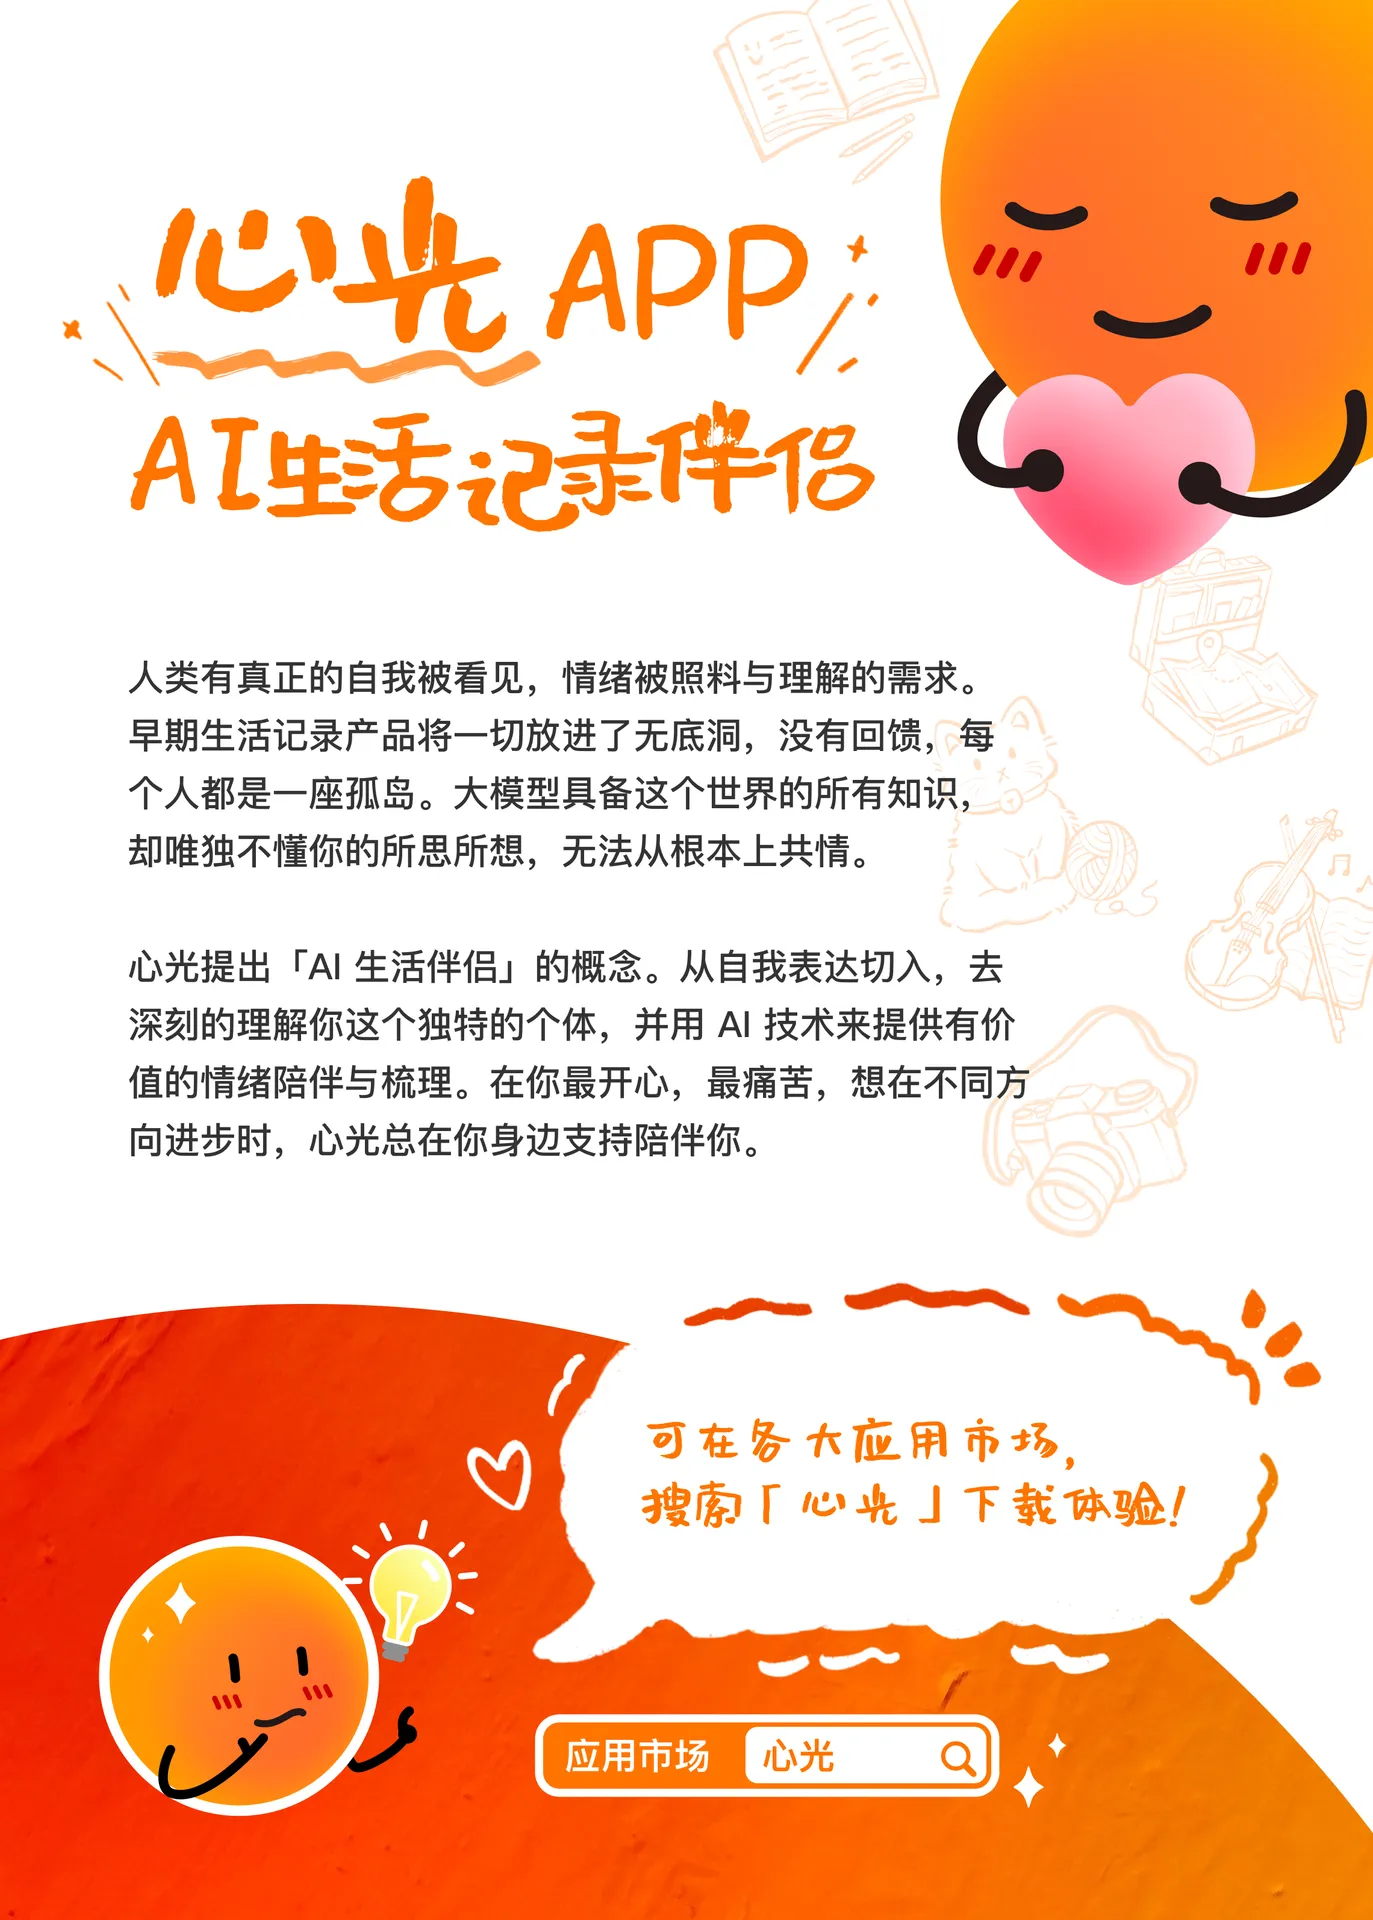 心光 APP
AI生活记录伴侣
人类有真正的自我被看见，情绪被照料与理解的需求。
早期生活记录产品将一切放进了无底洞，没有回馈，每
个人都是一座孤岛。大模型具备这个世界的所有知识，
却唯独不懂你的所思所想，无法从根本上共情。
心光提出「AI 生活伴侣」的概念。从自我表达切入，去
深刻的理解你这个独特的个体，并用 AI 技术来提供有价
值的情绪陪伴与梳理。在你最开心，最痛苦，想在不同方
向进步时，心光总在你身边支持陪伴你。
可在各大应用市场，
搜索「心光」下载体验！
应用市场 心光